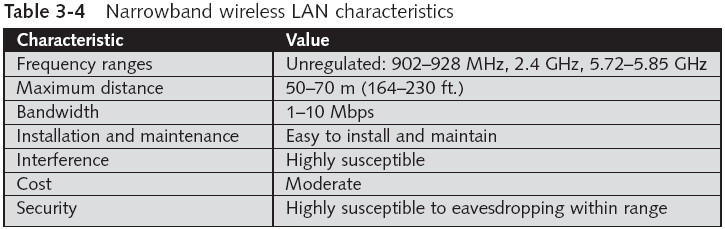 Table 3-4 Narrowband wireless LAN characteristics
Characteristic Value
Frequency ranges Unregulated: 902–928 MHz, 2.4 GHz, 5.72–5.85 GHz
Maximum distance 50–70 m (164–230 ft.)
Bandwidth 1–10 Mbps
Installation and maintenance Easy to install and maintain
Interference Highly susceptible
Cost Moderate
Security Highly susceptible to eavesdropping within range